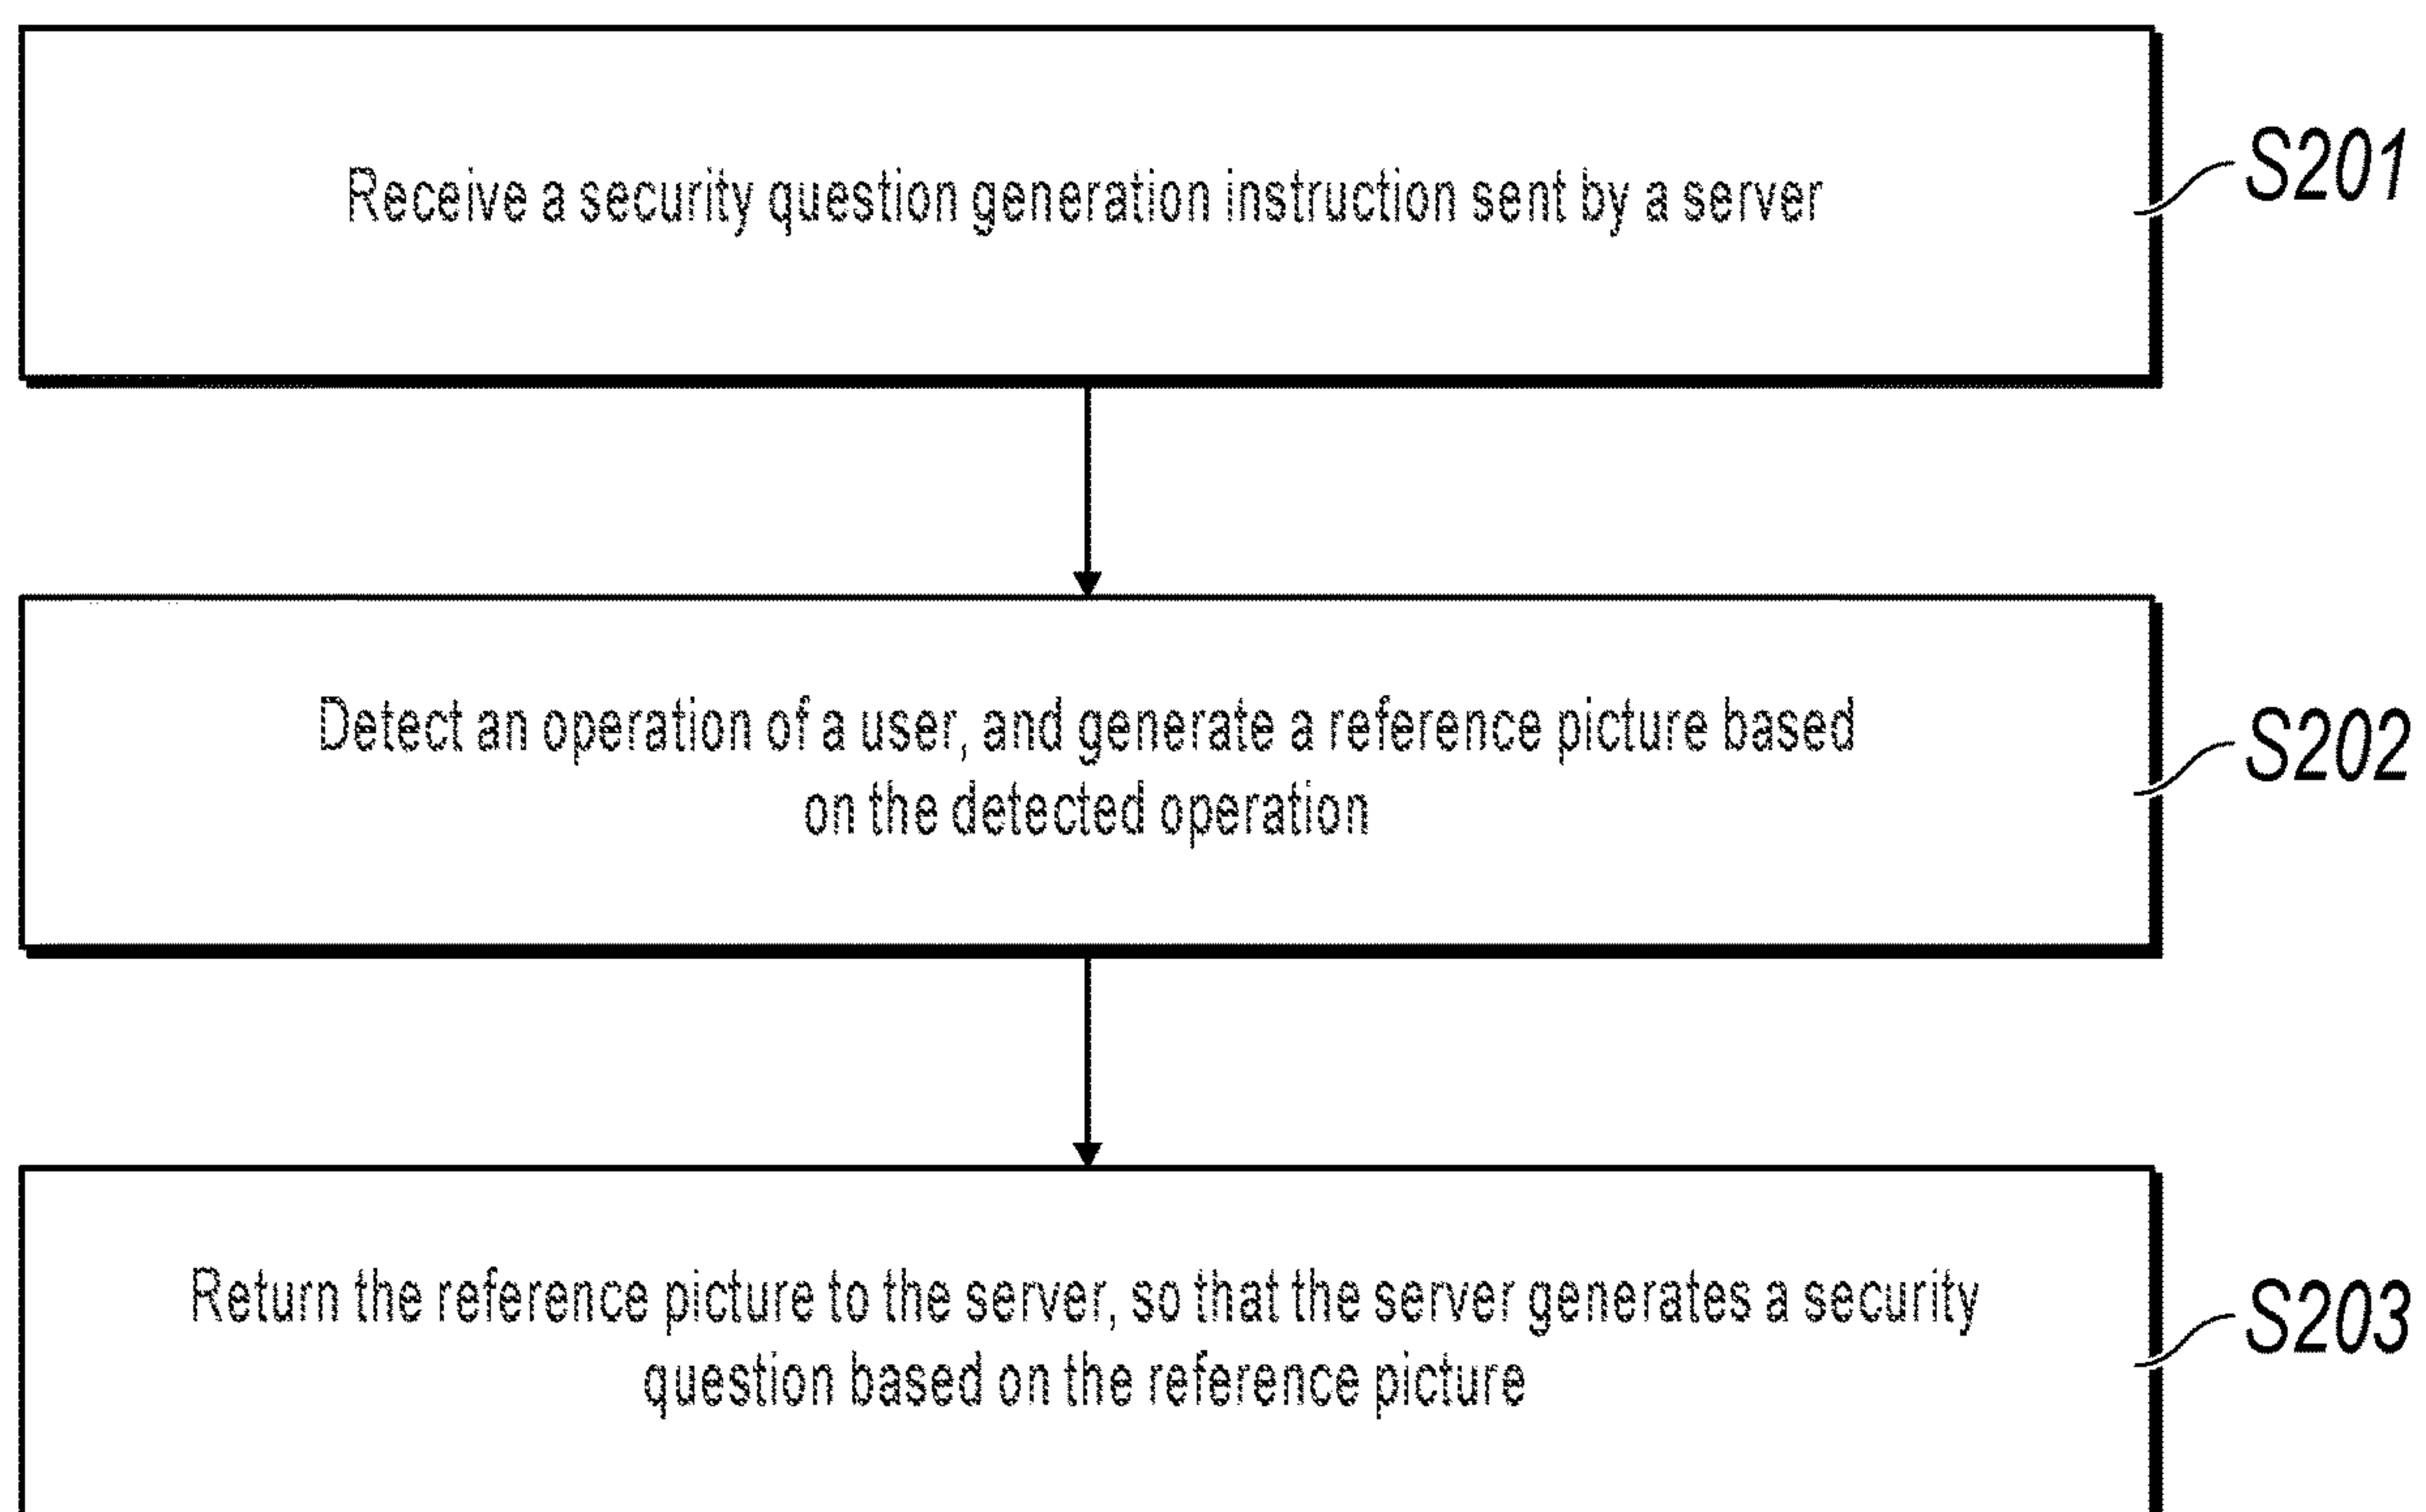 Receive a security question generation instruction sent by a server
S201
Detect an operation of a user, and generate a reference picture based
on the detected operation
S202
Return the reference picture to the server, so that the server generates a security
question based on the reference picture
S203